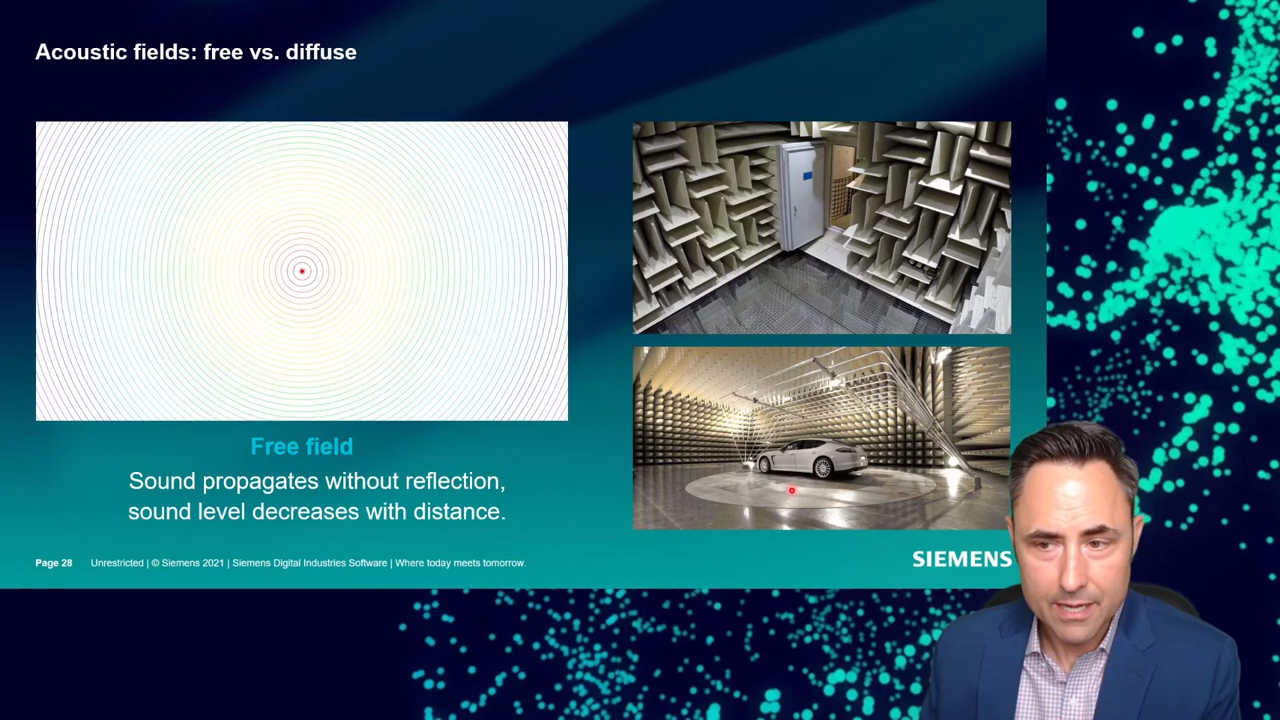 Acoustic fields: free vs. diffuse
Free field
Sound propagates without reflection,
sound level decreases with distance.
Page 28 Unrestricted | © Siemens 2021 | Siemens Digital Industries Software | Where today meets tomorrow.
SIEMENS